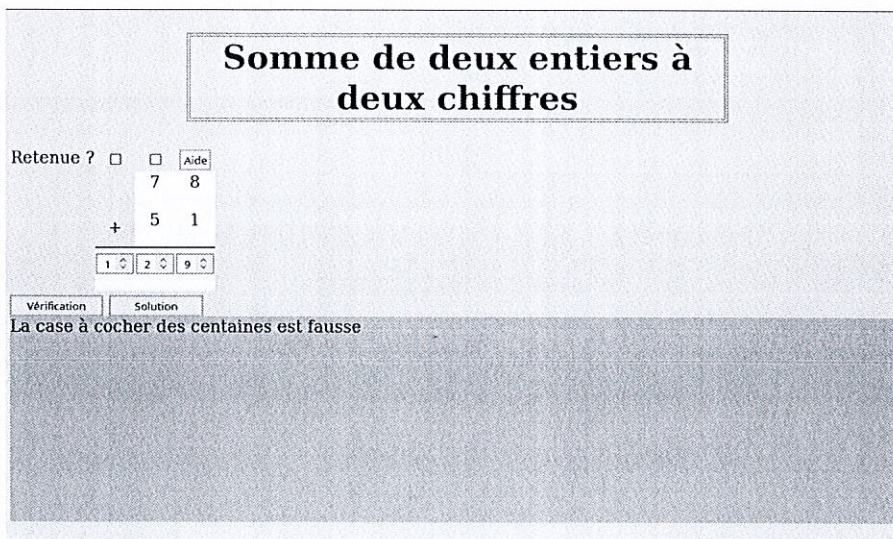 Somme de deux entiers à
deux chiffres
Retenue ? Aide
7 8
+ 5 1
1 2 9
Vérification Solution
La case à cocher des centaines est fausse